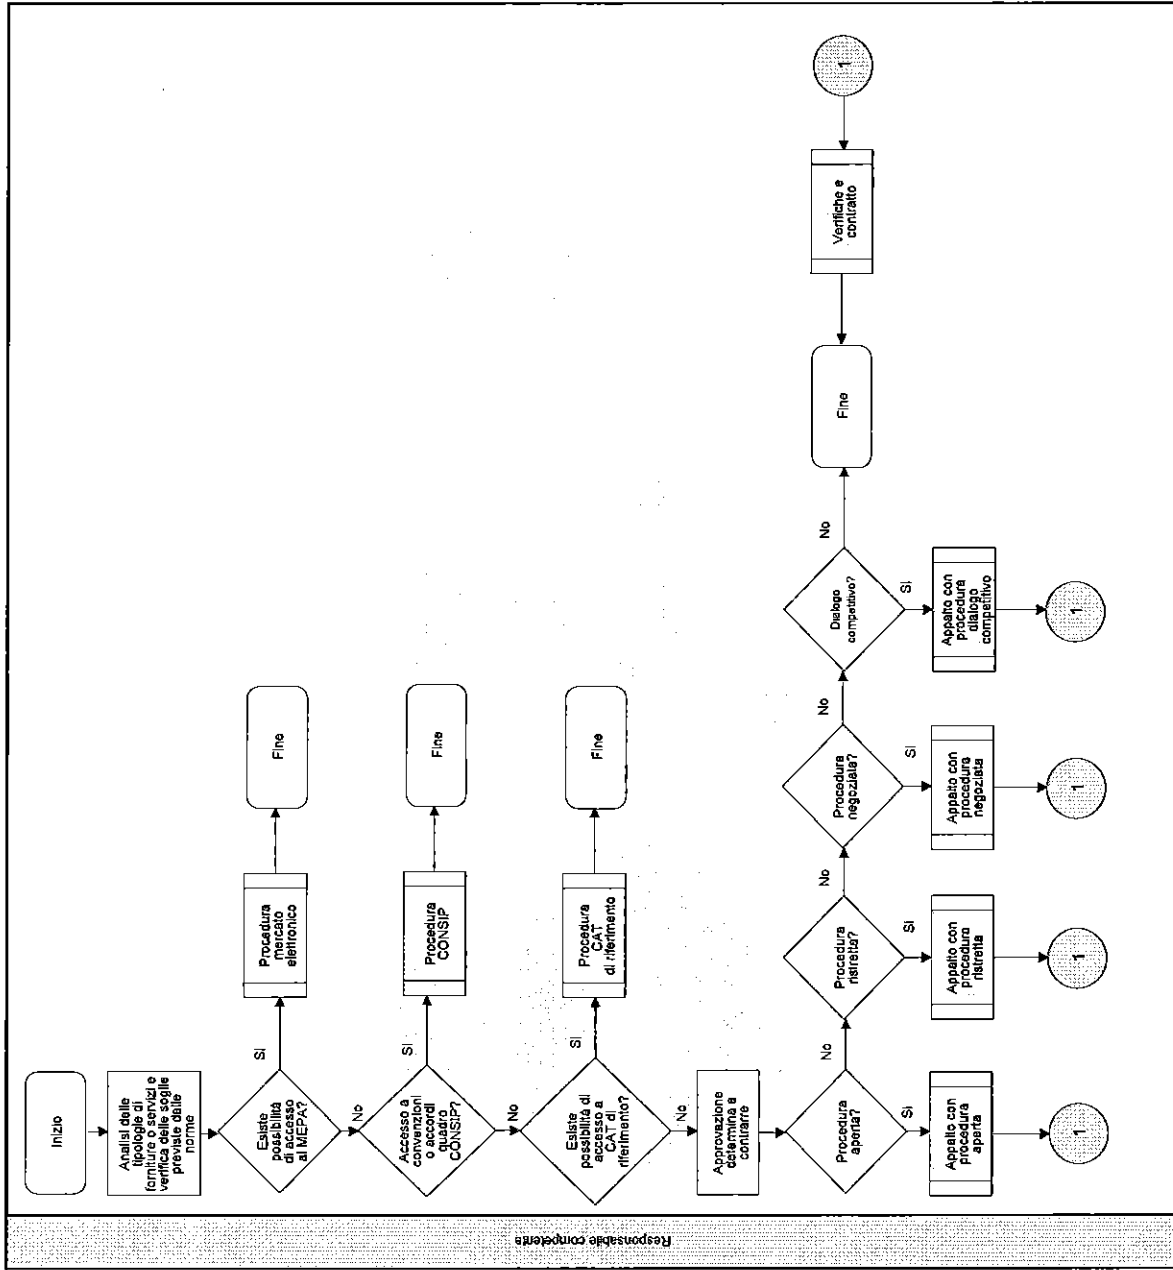 Responsabile competente
Inizio
Analisi delle
tipologie di
forniture o servizi e
verifica delle soglie
previste dalle
norme
Esiste
possibilità
di accesso
al MEPA?
Si
Procedura
mercato
elettronico
Fine
No
Accesso a
convenzioni
o accordi
quadro
CONSIP?
Si
Procedura
CONSIP
Fine
No
Esiste
possibilità di
accesso a
CAT di
riferimento?
Si
Procedura
CAT
di riferimento
Fine
No
Approvazione
determina a
contrarre
Procedura
aperta?
No
Procedura
ristretta?
No
Procedura
negoziata?
No
Dialogo
competitivo?
No
Fine
Verifiche e
contratto
1
Si
Appalto con
procedura
aperta
1
Si
Appalto con
procedura
ristretta
1
Si
Appalto con
procedura
negoziata
1
Si
Appalto con
procedura
dialogo
competitivo
1